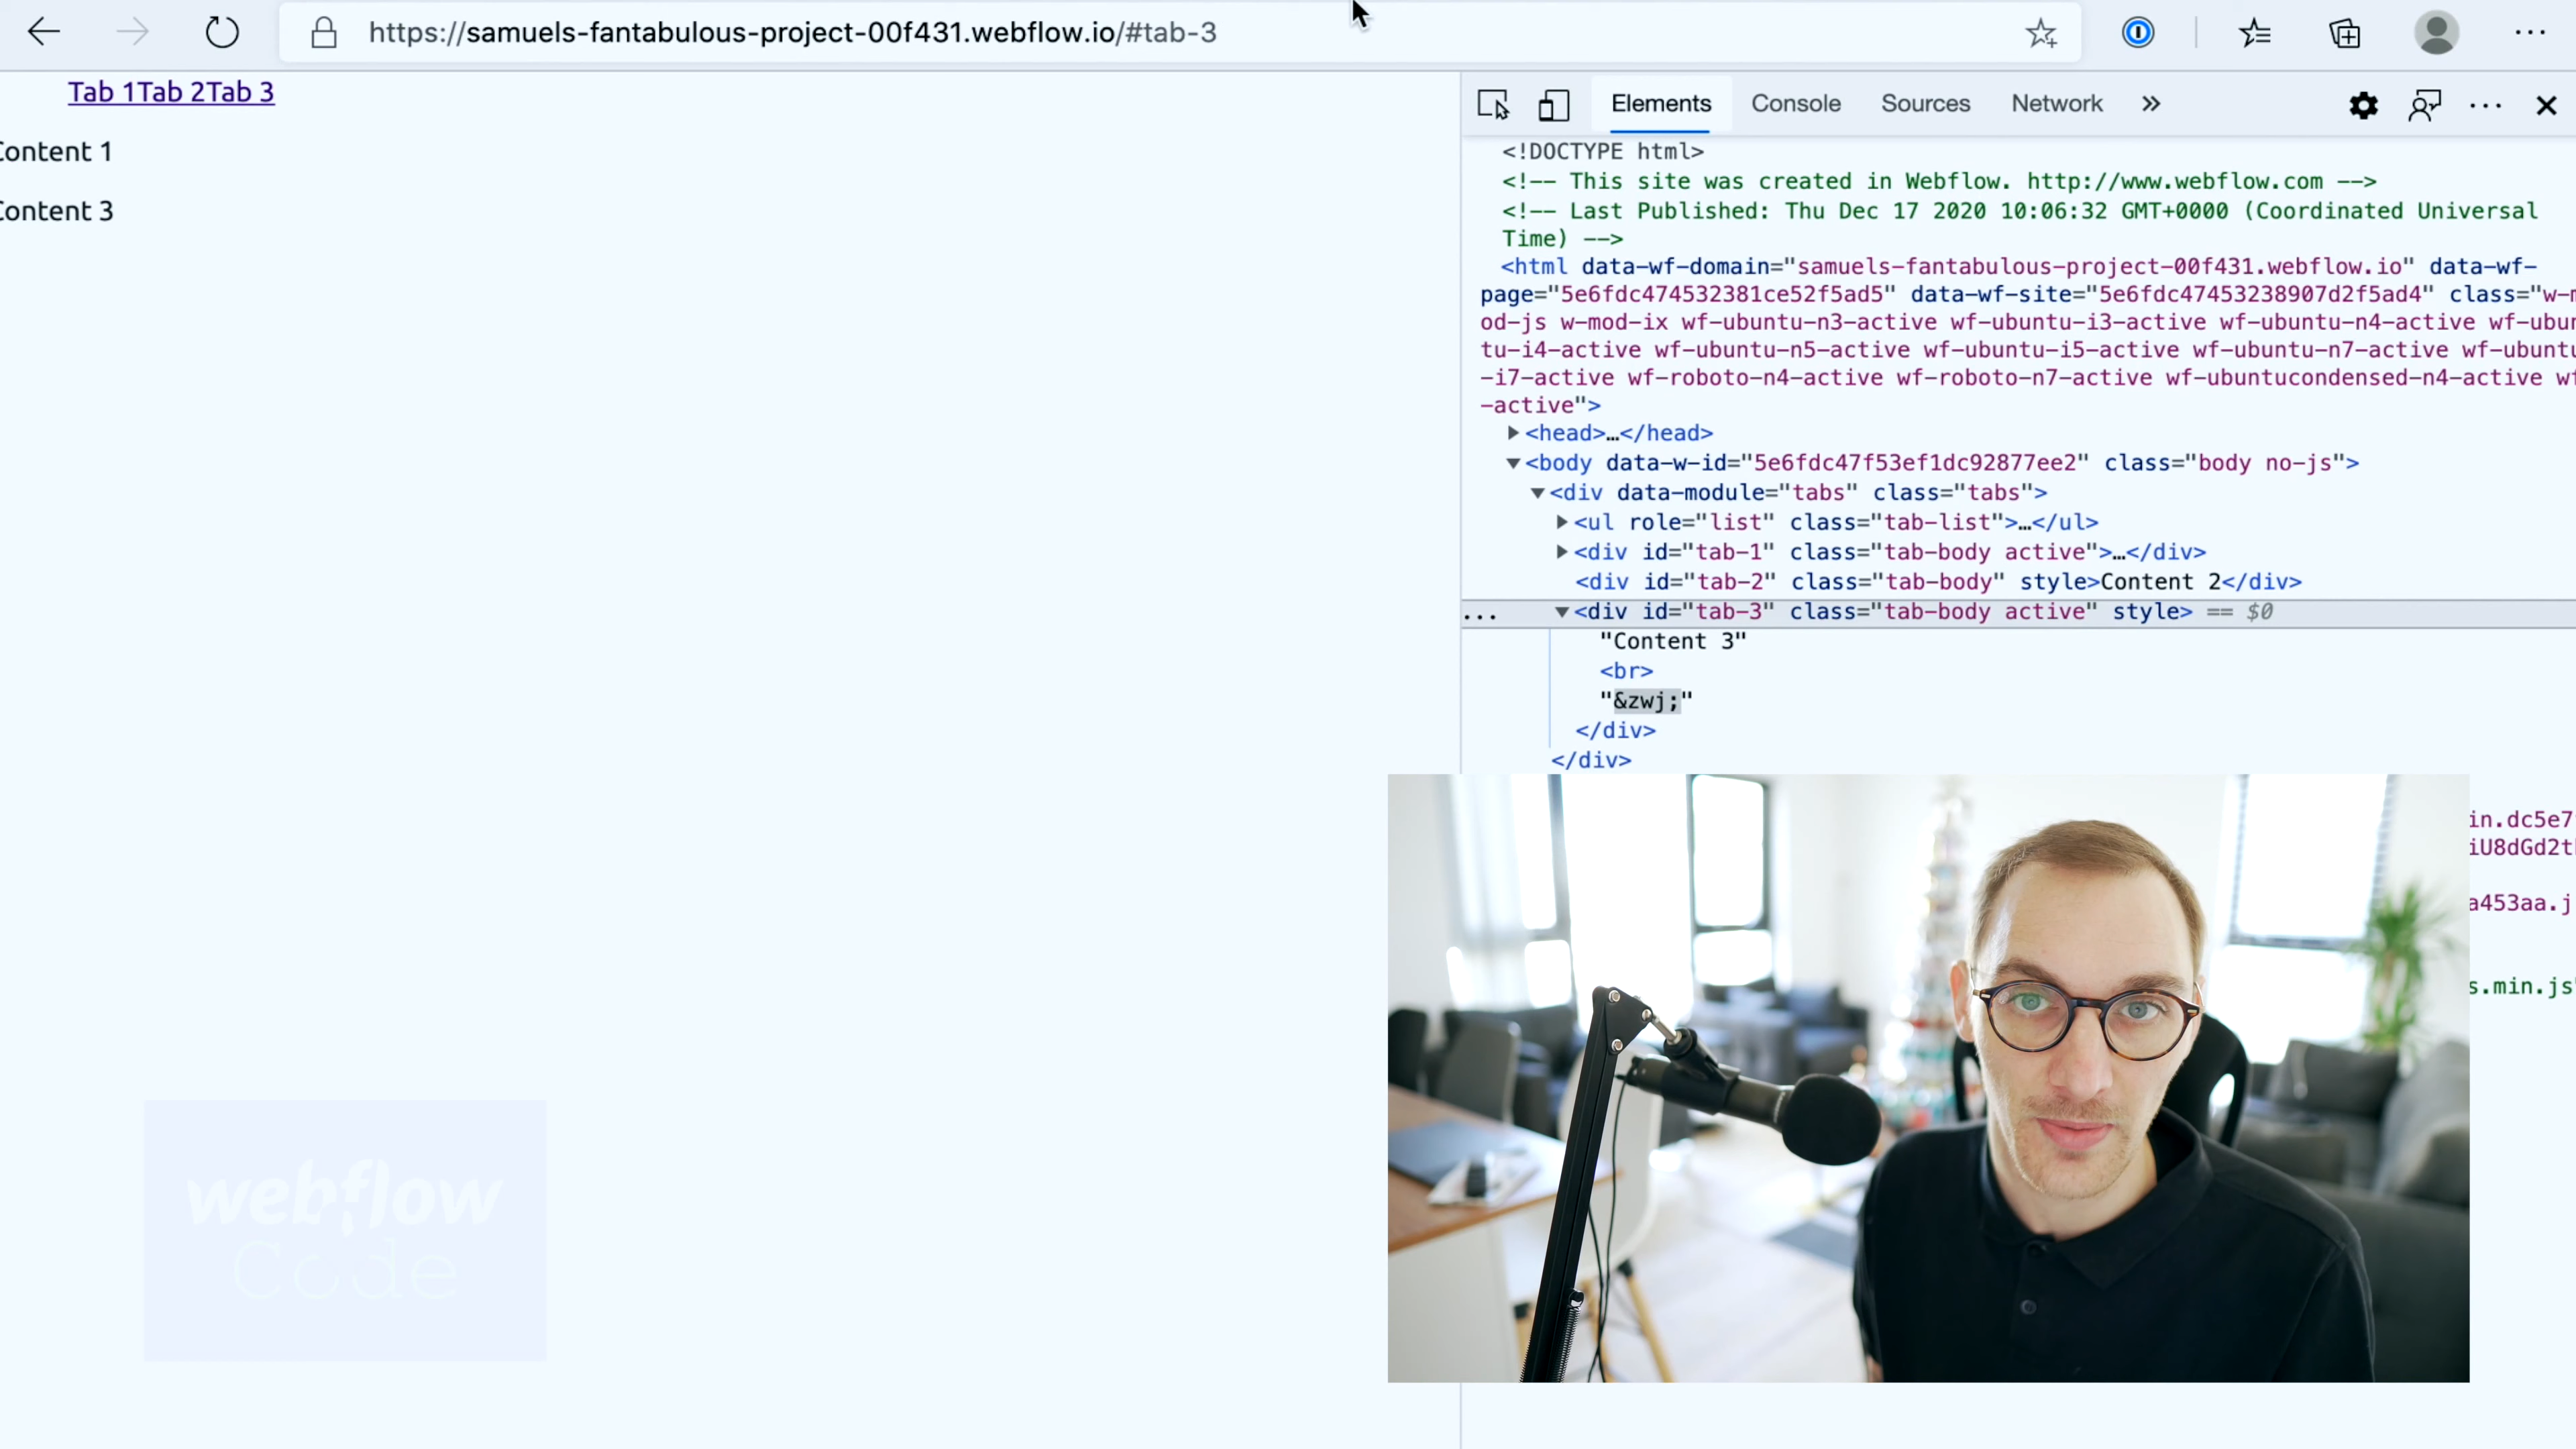 https://samuels-fantabulous-project-00f431.webflow.io/#tab-3
Tab 1Tab 2Tab 3
Content 1
Content 3
Elements Console Sources Network »
<!DOCTYPE html>
<!-- This site was created in Webflow. http://www.webflow.com -->
<!-- Last Published: Thu Dec 17 2020 10:06:32 GMT+0000 (Coordinated Universal
Time) -->
<html data-wf-domain="samuels-fantabulous-project-00f431.webflow.io" data-wf-
page="5e6fdc474532381ce52f5ad5" data-wf-site="5e6fdc47453238907d2f5ad4" class="w-m
od-js w-mod-ix wf-ubuntu-n3-active wf-ubuntu-i3-active wf-ubuntu-n4-active wf-ubun
tu-i4-active wf-ubuntu-n5-active wf-ubuntu-i5-active wf-ubuntu-n7-active wf-ubuntu
-i7-active wf-roboto-n4-active wf-roboto-n7-active wf-ubuntucondensed-n4-active wf
-active">
<head>…</head>
<body data-w-id="5e6fdc47f53ef1dc92877ee2" class="body no-js">
<div data-module="tabs" class="tabs">
<ul role="list" class="tab-list">…</ul>
<div id="tab-1" class="tab-body active">…</div>
<div id="tab-2" class="tab-body" style>Content 2</div>
... <div id="tab-3" class="tab-body active" style> == $0
"Content 3"
<br>
"&zwj;"
</div>
</div>
in.dc5e7
iU8dGd2t
a453aa.j
s.min.js
webflow
Code